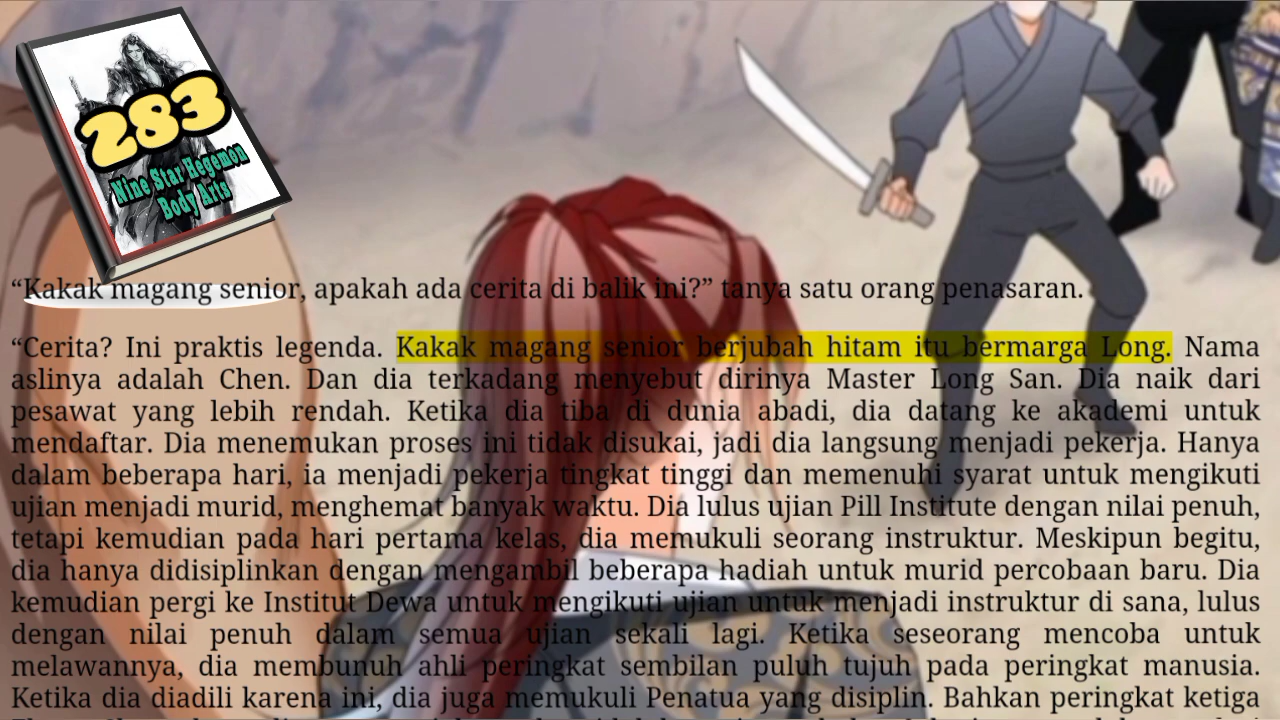 283
Nine Star Hegemon
Body Arts
“Kakak magang senior, apakah ada cerita di balik ini?” tanya satu orang penasaran.
“Cerita? Ini praktis legenda. Kakak magang senior berjubah hitam itu bermarga Long. Nama
aslinya adalah Chen. Dan dia terkadang menyebut dirinya Master Long San. Dia naik dari
pesawat yang lebih rendah. Ketika dia tiba di dunia abadi, dia datang ke akademi untuk
mendaftar. Dia menemukan proses ini tidak disukai, jadi dia langsung menjadi pekerja. Hanya
dalam beberapa hari, ia menjadi pekerja tingkat tinggi dan memenuhi syarat untuk mengikuti
ujian menjadi murid, menghemat banyak waktu. Dia lulus ujian Pill Institute dengan nilai penuh,
tetapi kemudian pada hari pertama kelas, dia memukuli seorang instruktur. Meskipun begitu,
dia hanya didisiplinkan dengan mengambil beberapa hadiah untuk murid percobaan baru. Dia
kemudian pergi ke Institut Dewa untuk mengikuti ujian untuk menjadi instruktur di sana, lulus
dengan nilai penuh dalam semua ujian sekali lagi. Ketika seseorang mencoba untuk
melawannya, dia membunuh ahli peringkat sembilan puluh tujuh pada peringkat manusia.
Ketika dia diadili karena ini, dia juga memukuli Penatua yang disiplin. Bahkan peringkat ketiga